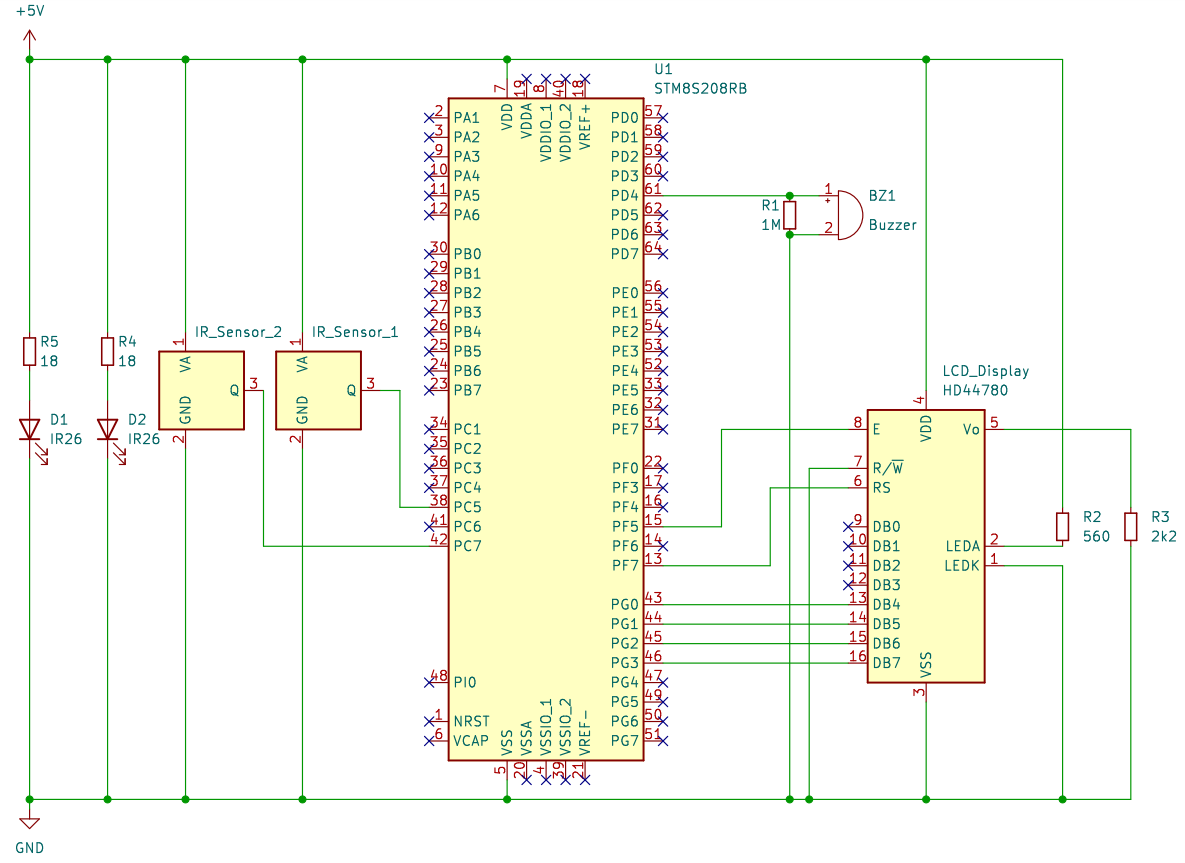 +5V
U1
STM8S208RB
7
19
8
40
18
VDD
VDDA
VDDIO_1
VDDIO_2
VREF+
2 PA1
3 PA2
9 PA3
10 PA4
11 PA5
12 PA6
30 PB0
29 PB1
28 PB2
27 PB3
26 PB4
25 PB5
24 PB6
23 PB7
34 PC1
35 PC2
36 PC3
37 PC4
38 PC5
41 PC6
42 PC7
48 PI0
1 NRST
6 VCAP
PD0 57
PD1 58
PD2 59
PD3 60
PD4 61
PD5 62
PD6 63
PD7 64
PE0 56
PE1 55
PE2 54
PE3 53
PE4 52
PE5 33
PE6 32
PE7 31
PF0 22
PF3 17
PF4 16
PF5 15
PF6 14
PF7 13
PG0 43
PG1 44
PG2 45
PG3 46
PG4 47
PG5 49
PG6 50
PG7 51
VSS
VSSA
VSSIO_1
VSSIO_2
VREF-
5
20
4
39
21
R1
1M
1
+
2
BZ1
Buzzer
R5
18
R4
18
D1
IR26
D2
IR26
IR_Sensor_2
1
VA
Q 3
GND
2
IR_Sensor_1
1
VA
Q 3
GND
2
LCD_Display
HD44780
4
VDD
8 E
7 R/W̅
6 RS
9 DB0
10 DB1
11 DB2
12 DB3
13 DB4
14 DB5
15 DB6
16 DB7
Vo 5
LEDA 2
LEDK 1
VSS
3
R2
560
R3
2k2
GND